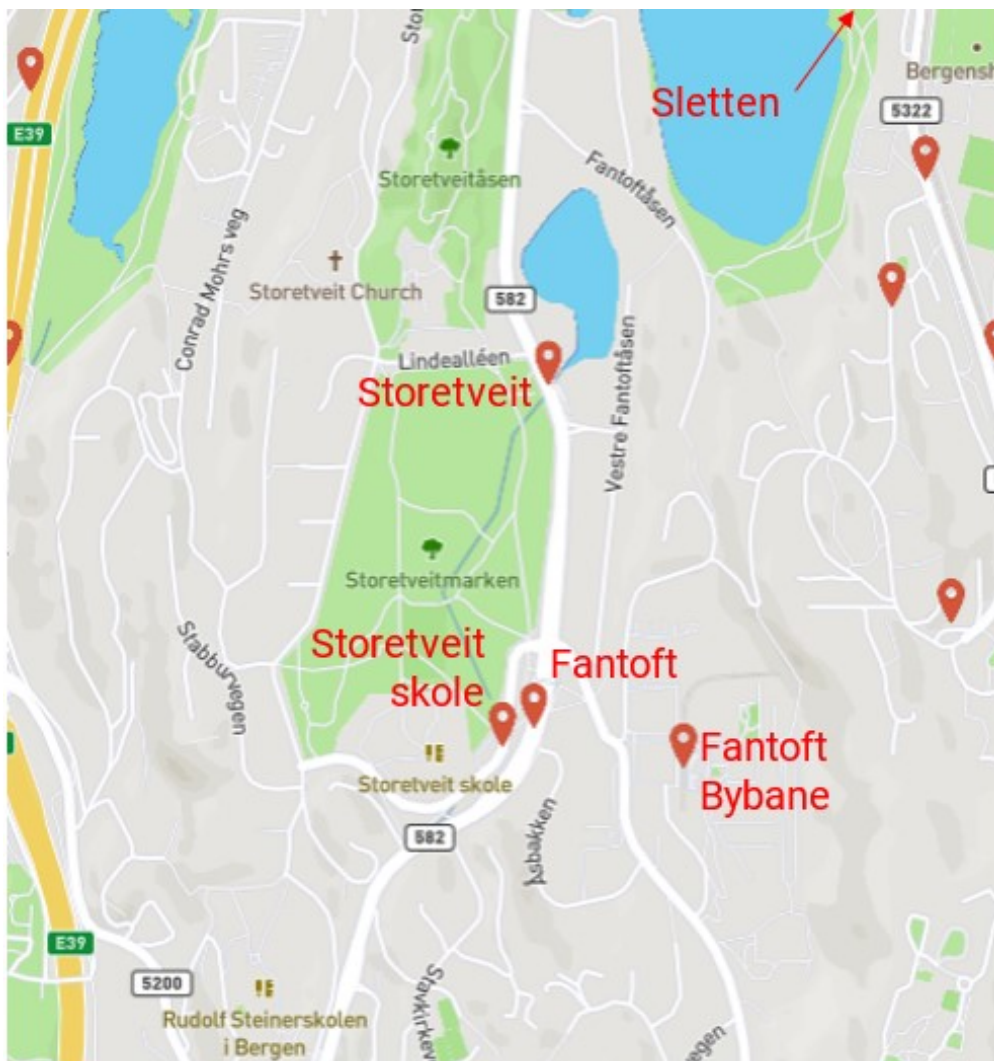 Sto
Sletten
Bergensh
5322
E39
Fantoftåsen
Storetveitåsen
Conrad Mohrs veg
Storetveit Church
582
Lindealléen
Storetveit
Vestre Fantoftåsen
Storetveitmarken
Storetveit
skole
Fantoft
Stabburvegen
Fantoft
Bybane
Storetveit skole
582
Åsbakken
E39
5200
Rudolf Steinerskolen
i Bergen
Stavkirkev
egen